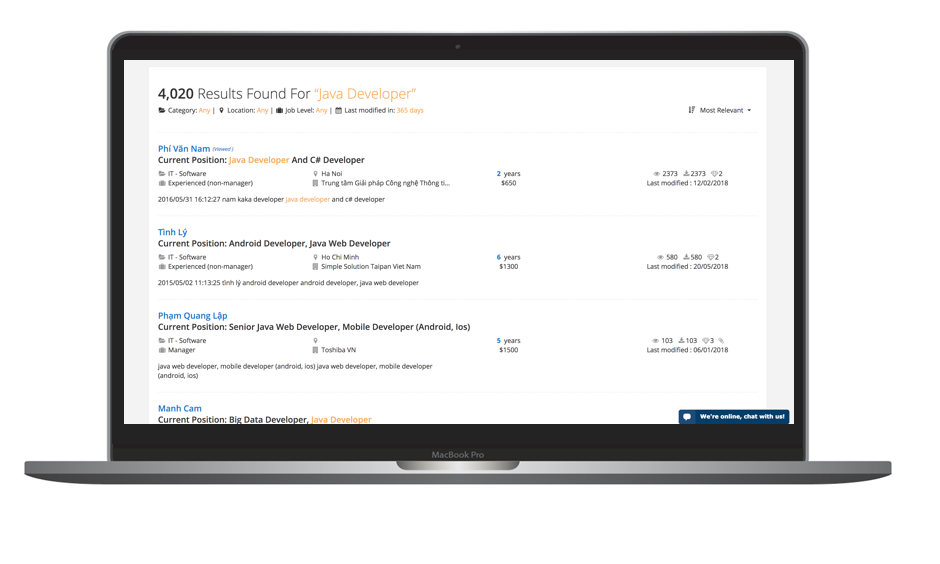 4,020 Results Found For "Java Developer"
Category: Any | Location: Any | Job Level: Any | Last modified in: 365 days
Most Relevant
Phí Văn Nam (Viewed )
Current Position: Java Developer And C# Developer
IT - Software Ha Noi 2 years 2373 2373 2
Experienced (non-manager) Trung tâm Giải pháp Công nghệ Thông ti... $650 Last modified : 12/02/2018
2016/05/31 16:12:27 nam kaka developer java developer and c# developer
Tình Lý
Current Position: Android Developer, Java Web Developer
IT - Software Ho Chi Minh 6 years 580 580 2
Experienced (non-manager) Simple Solution Taipan Viet Nam $1300 Last modified : 20/05/2018
2015/05/02 11:13:25 tình lý android developer android developer, java web developer
Phạm Quang Lập
Current Position: Senior Java Web Developer, Mobile Developer (Android, Ios)
IT - Software 5 years 103 103 3
Manager Toshiba VN $1500 Last modified : 06/01/2018
java web developer, mobile developer (android, ios) java web developer, mobile developer
(android, ios)
Manh Cam
Current Position: Big Data Developer, Java Developer
We're online, chat with us!
MacBook Pro